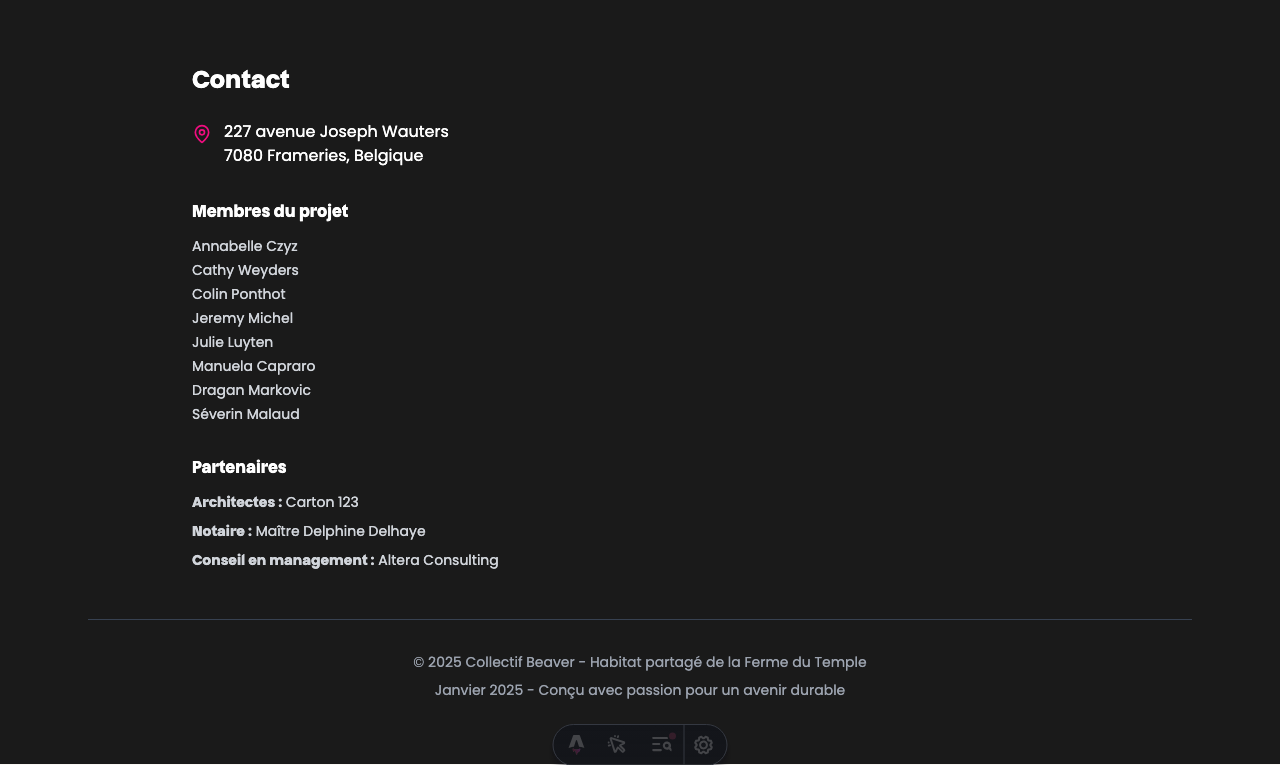 Contact
227 avenue Joseph Wauters
7080 Frameries, Belgique
Membres du projet
Annabelle Czyz
Cathy Weyders
Colin Ponthot
Jeremy Michel
Julie Luyten
Manuela Capraro
Dragan Markovic
Séverin Malaud
Partenaires
Architectes : Carton 123
Notaire : Maître Delphine Delhaye
Conseil en management : Altera Consulting
© 2025 Collectif Beaver - Habitat partagé de la Ferme du Temple
Janvier 2025 - Conçu avec passion pour un avenir durable